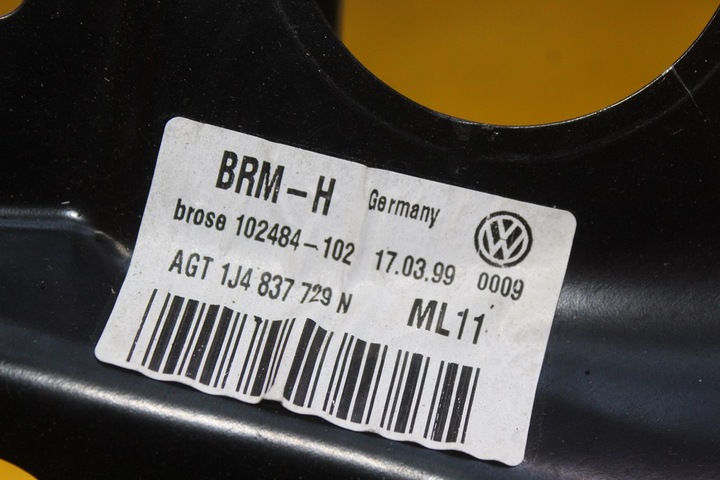 BRM-H Germany
brose 102484-102 17.03.99 0009
AGT 1J4 837 729 N ML11